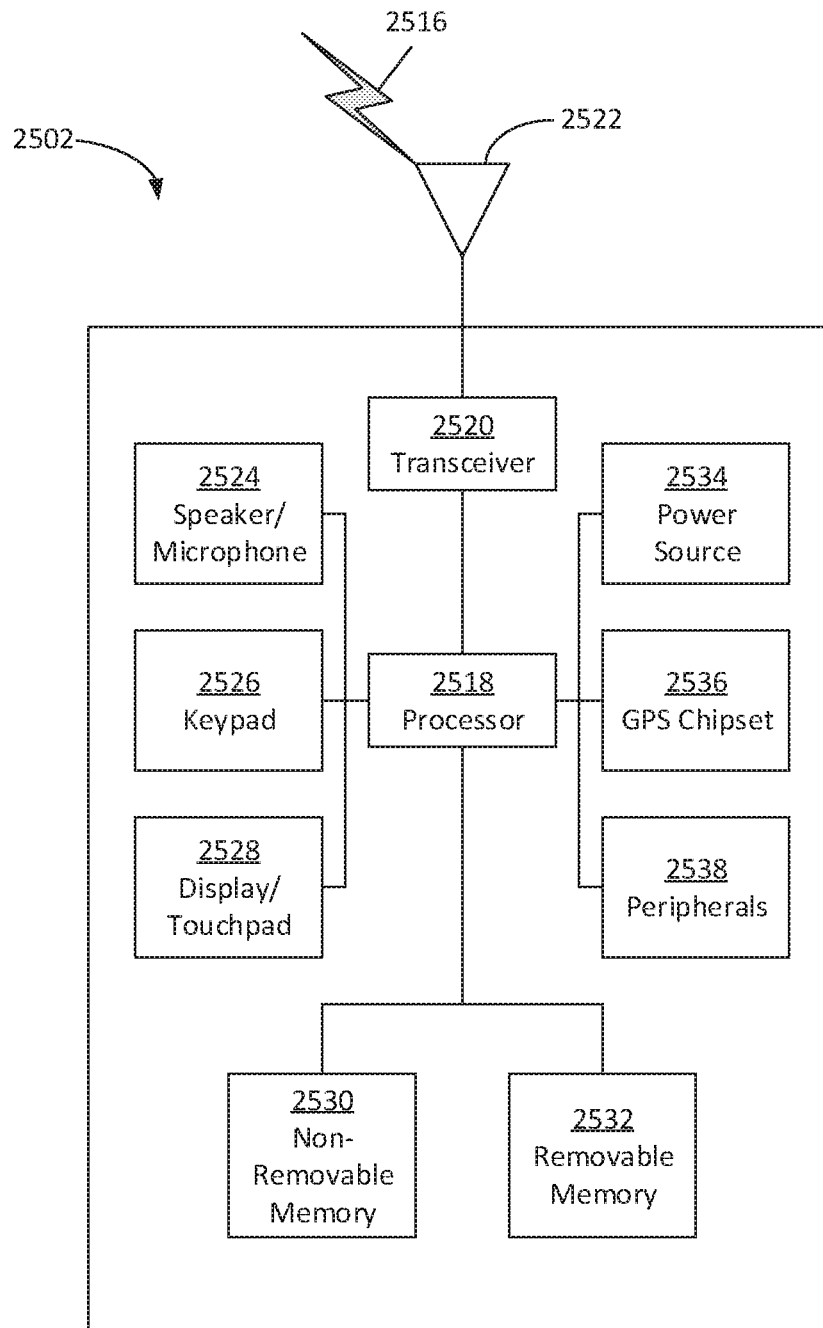 2516
2502
2522
2520
Transceiver
2524
Speaker/
Microphone
2534
Power
Source
2526
Keypad
2518
Processor
2536
GPS Chipset
2528
Display/
Touchpad
2538
Peripherals
2530
Non-
Removable
Memory
2532
Removable
Memory